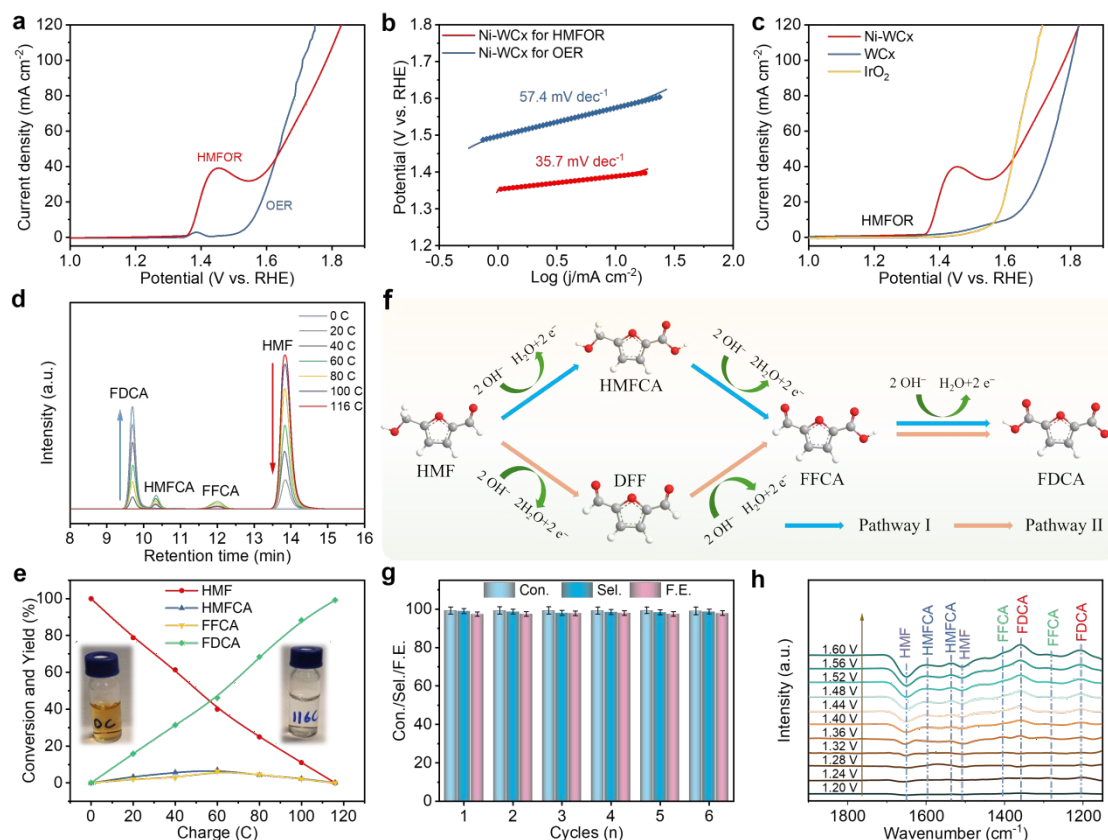 a
120
100
80
60
40
20
0
Current density (mA cm⁻²)
HMFOR
OER
1.0 1.2 1.4 1.6 1.8
Potential (V vs. RHE)
b
1.8
1.7
1.6
1.5
1.4
1.3
1.2
Potential (V vs. RHE)
Ni-WCx for HMFOR
Ni-WCx for OER
57.4 mV dec⁻¹
35.7 mV dec⁻¹
-0.5 0.0 0.5 1.0 1.5 2.0
Log (j/mA cm⁻²)
c
120
100
80
60
40
20
0
Current density (mA cm⁻²)
Ni-WCx
WCx
IrO₂
HMFOR
1.0 1.2 1.4 1.6 1.8
Potential (V vs. RHE)
d
Intensity (a.u.)
0 C
20 C
40 C
60 C
80 C
100 C
116 C
FDCA
HMFCA
FFCA
HMF
8 9 10 11 12 13 14 15 16
Retention time (min)
f
2 OH⁻ H₂O+2 e⁻
HMFCA
2 OH⁻ 2H₂O+2 e⁻
2 OH⁻ H₂O+2 e⁻
HMF
DFF
FFCA
FDCA
2 OH⁻ 2H₂O+2 e⁻
2 OH⁻ H₂O+2 e⁻
Pathway I
Pathway II
e
100
80
60
40
20
0
Conversion and Yield (%)
HMF
HMFCA
FFCA
FDCA
0C
116C
0 20 40 60 80 100 120
Charge (C)
g
Con. Sel. F.E.
120
100
80
60
40
20
0
Con./Sel./F.E.
1 2 3 4 5 6
Cycles (n)
h
Intensity (a.u.)
HMF
HMFCA
HMFCA
HMF
FFCA
FDCA
FFCA
FDCA
1.60 V
1.56 V
1.52 V
1.48 V
1.44 V
1.40 V
1.36 V
1.32 V
1.28 V
1.24 V
1.20 V
1800 1600 1400 1200
Wavenumber (cm⁻¹)